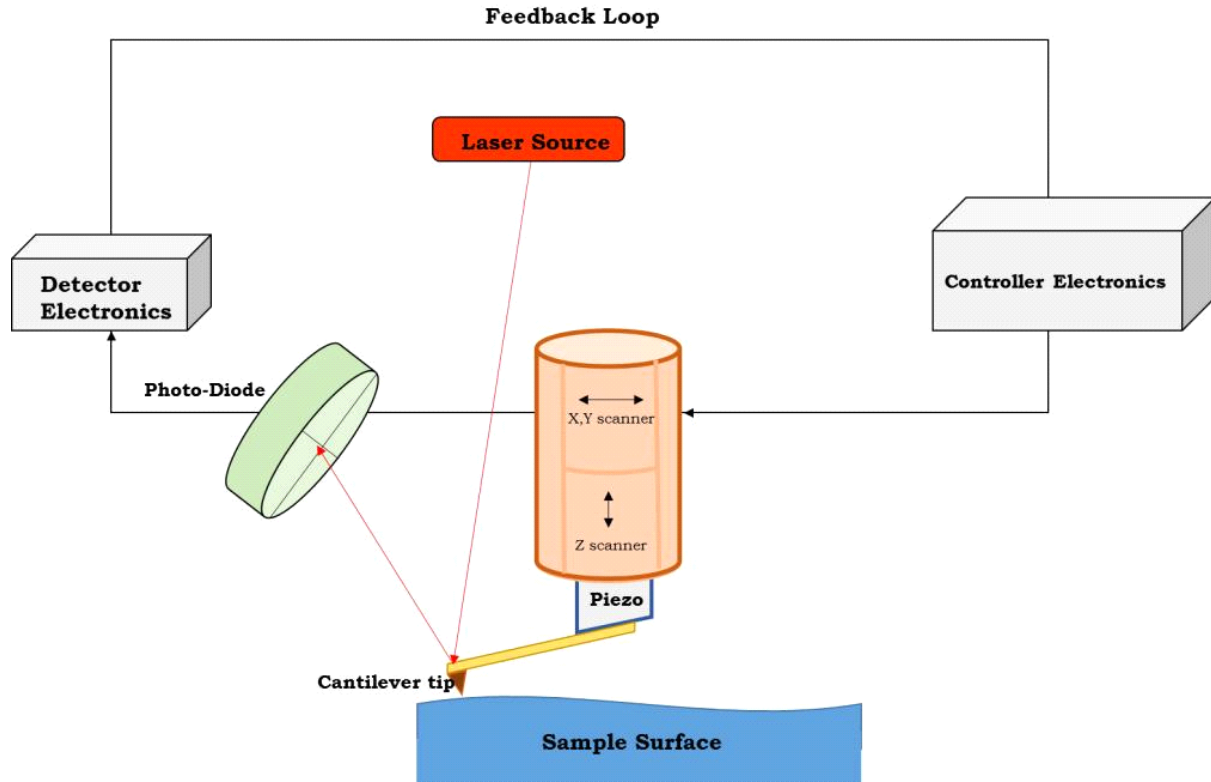 Feedback Loop
Laser Source
Detector
Electronics
Controller Electronics
Photo-Diode
X,Y scanner
Z scanner
Piezo
Cantilever tip
Sample Surface